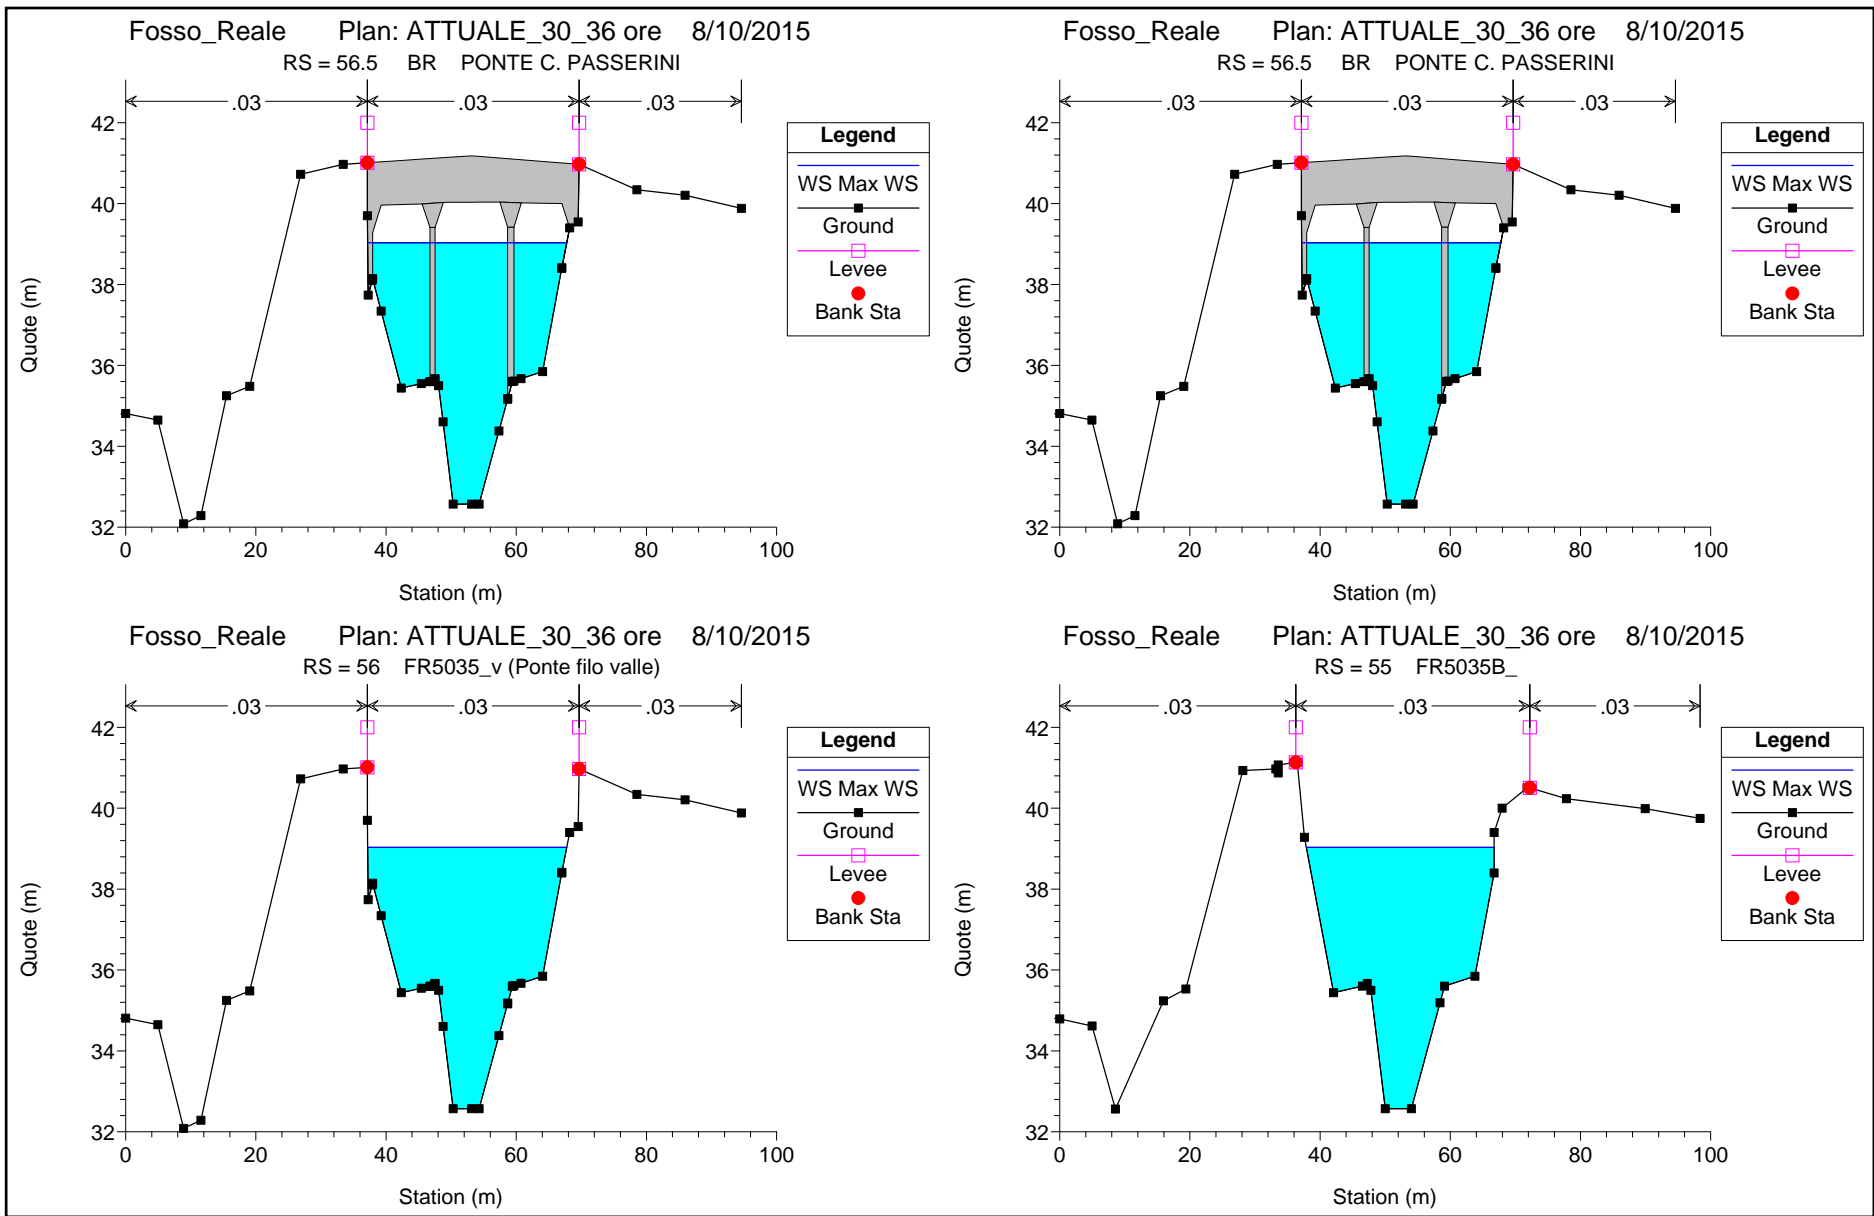 Fosso_Reale Plan: ATTUALE_30_36 ore 8/10/2015
RS = 56.5 BR PONTE C. PASSERINI
.03 .03 .03
42
40
38
36
34
32
0 20 40 60 80 100
Quote (m)
Station (m)
Legend
WS Max WS
Ground
Levee
Bank Sta
Fosso_Reale Plan: ATTUALE_30_36 ore 8/10/2015
RS = 56.5 BR PONTE C. PASSERINI
.03 .03 .03
42
40
38
36
34
32
0 20 40 60 80 100
Quote (m)
Station (m)
Legend
WS Max WS
Ground
Levee
Bank Sta
Fosso_Reale Plan: ATTUALE_30_36 ore 8/10/2015
RS = 56 FR5035_v (Ponte filo valle)
.03 .03 .03
42
40
38
36
34
32
0 20 40 60 80 100
Quote (m)
Station (m)
Legend
WS Max WS
Ground
Levee
Bank Sta
Fosso_Reale Plan: ATTUALE_30_36 ore 8/10/2015
RS = 55 FR5035B_
.03 .03 .03
42
40
38
36
34
32
0 20 40 60 80 100
Quote (m)
Station (m)
Legend
WS Max WS
Ground
Levee
Bank Sta